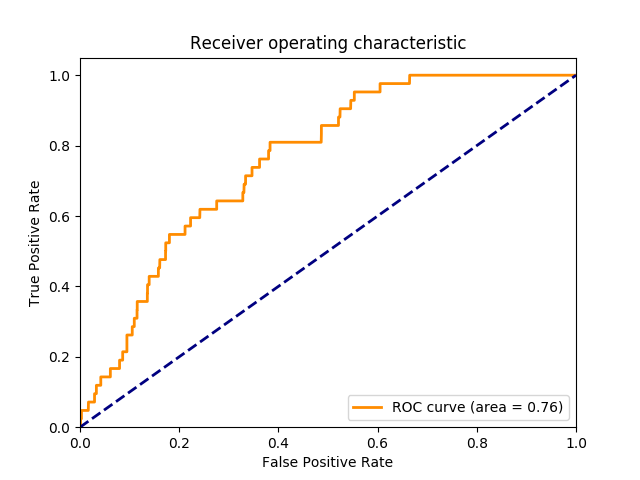 Receiver operating characteristic
True Positive Rate
1.0
0.8
0.6
0.4
0.2
0.0
ROC curve (area = 0.76)
0.0 0.2 0.4 0.6 0.8 1.0
False Positive Rate